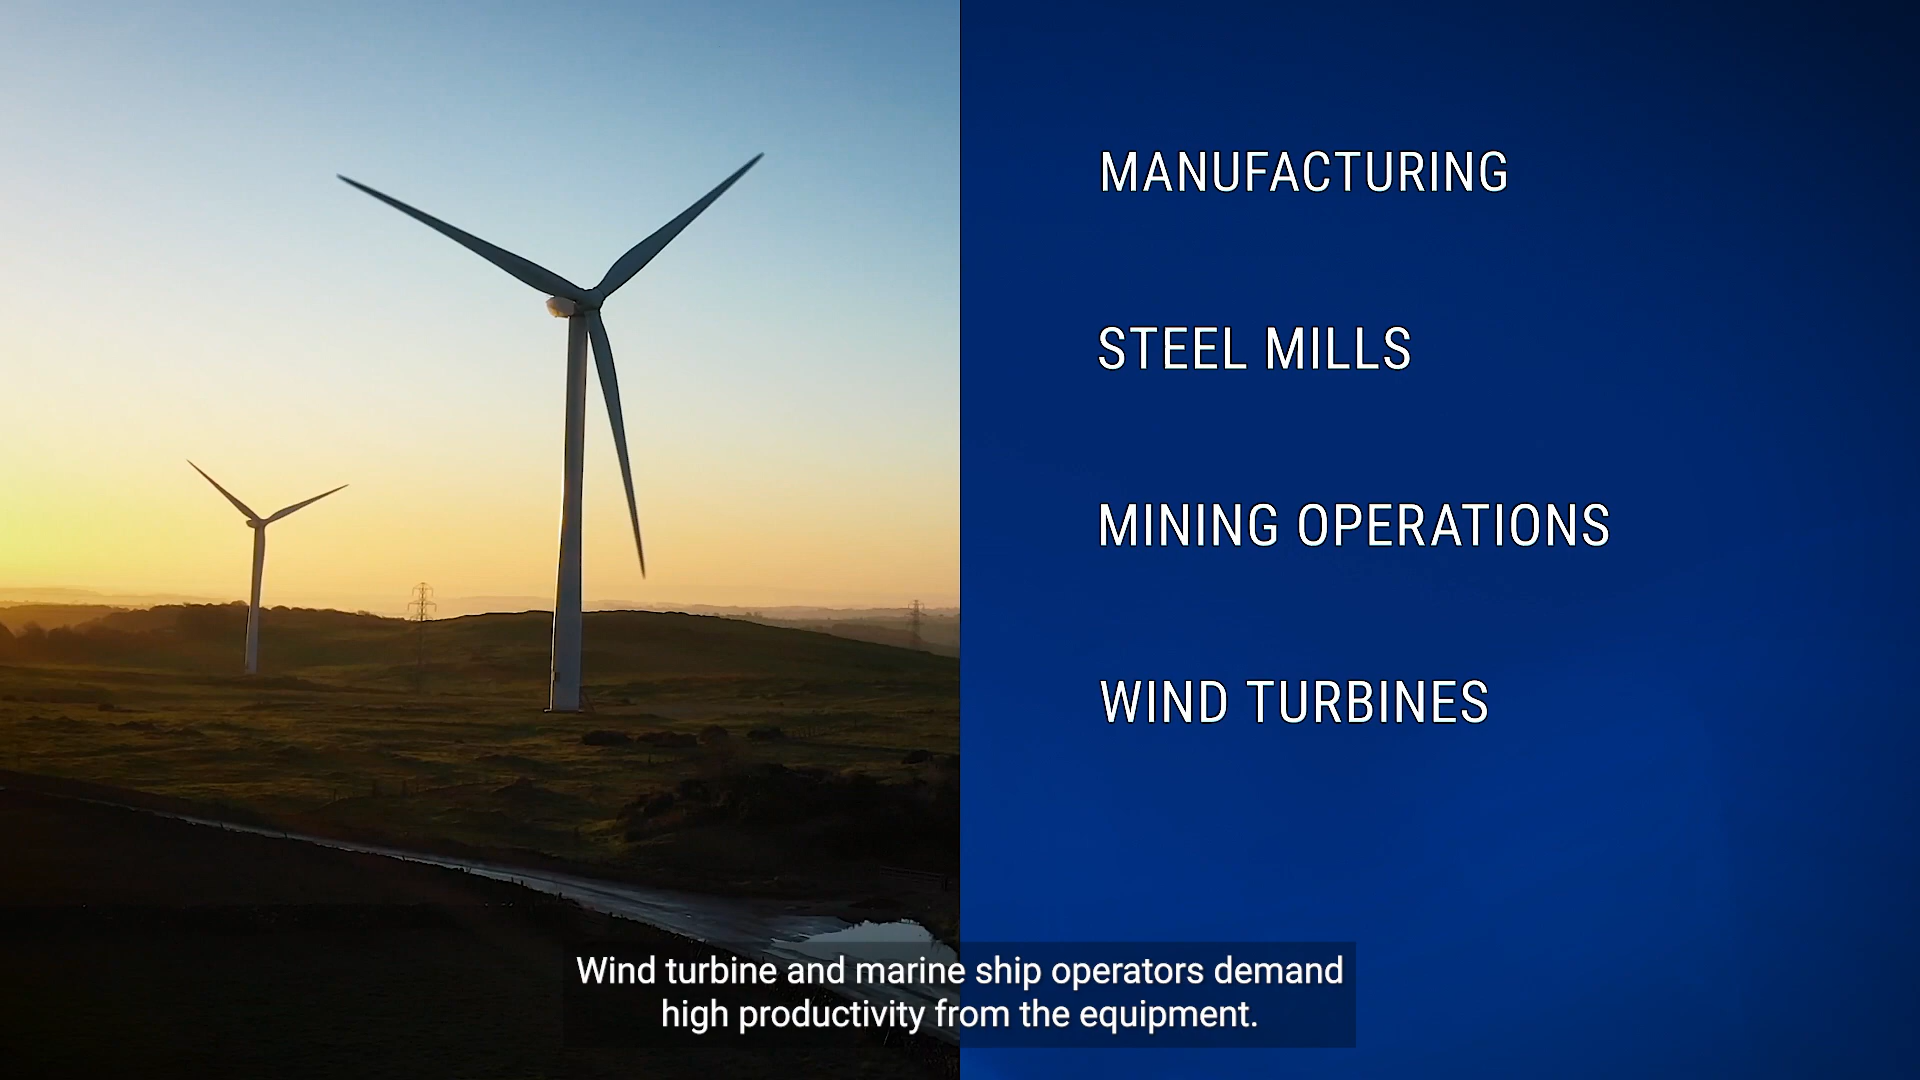 MANUFACTURING
STEEL MILLS
MINING OPERATIONS
WIND TURBINES
Wind turbine and marine ship operators demand
high productivity from the equipment.